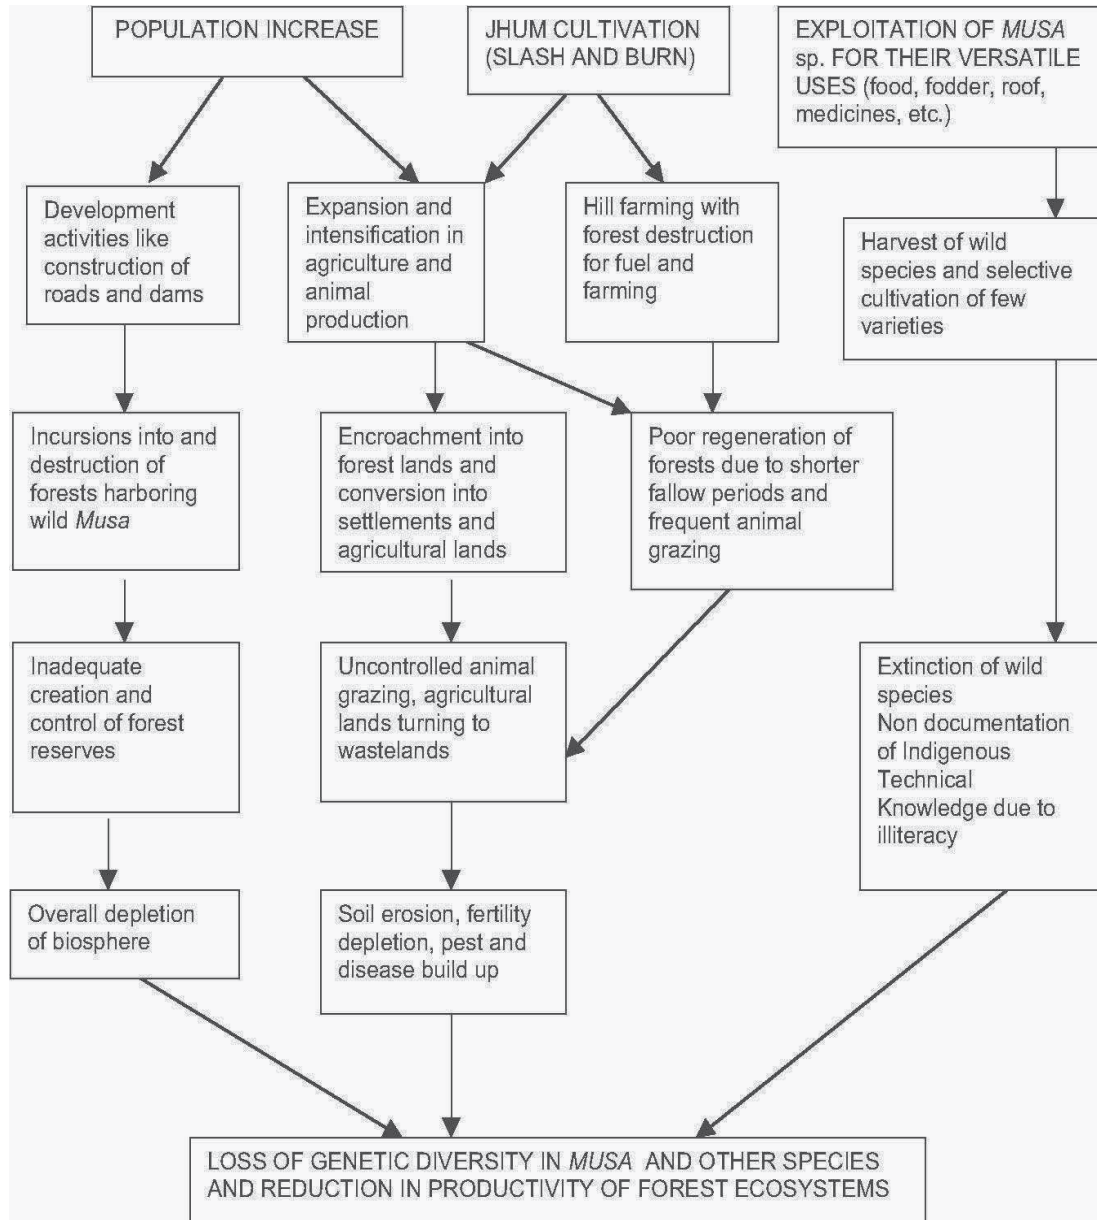 POPULATION INCREASE
JHUM CULTIVATION
(SLASH AND BURN)
EXPLOITATION OF MUSA
sp. FOR THEIR VERSATILE
USES (food, fodder, roof,
medicines, etc.)
Development
activities like
construction of
roads and dams
Expansion and
intensification in
agriculture and
animal
production
Hill farming with
forest destruction
for fuel and
farming
Harvest of wild
species and selective
cultivation of few
varieties
Incursions into and
destruction of
forests harboring
wild Musa
Encroachment into
forest lands and
conversion into
settlements and
agricultural lands
Poor regeneration of
forests due to shorter
fallow periods and
frequent animal
grazing
Inadequate
creation and
control of forest
reserves
Uncontrolled animal
grazing, agricultural
lands turning to
wastelands
Extinction of wild
species
Non documentation
of Indigenous
Technical
Knowledge due to
illiteracy
Overall depletion
of biosphere
Soil erosion, fertility
depletion, pest and
disease build up
LOSS OF GENETIC DIVERSITY IN MUSA AND OTHER SPECIES
AND REDUCTION IN PRODUCTIVITY OF FOREST ECOSYSTEMS